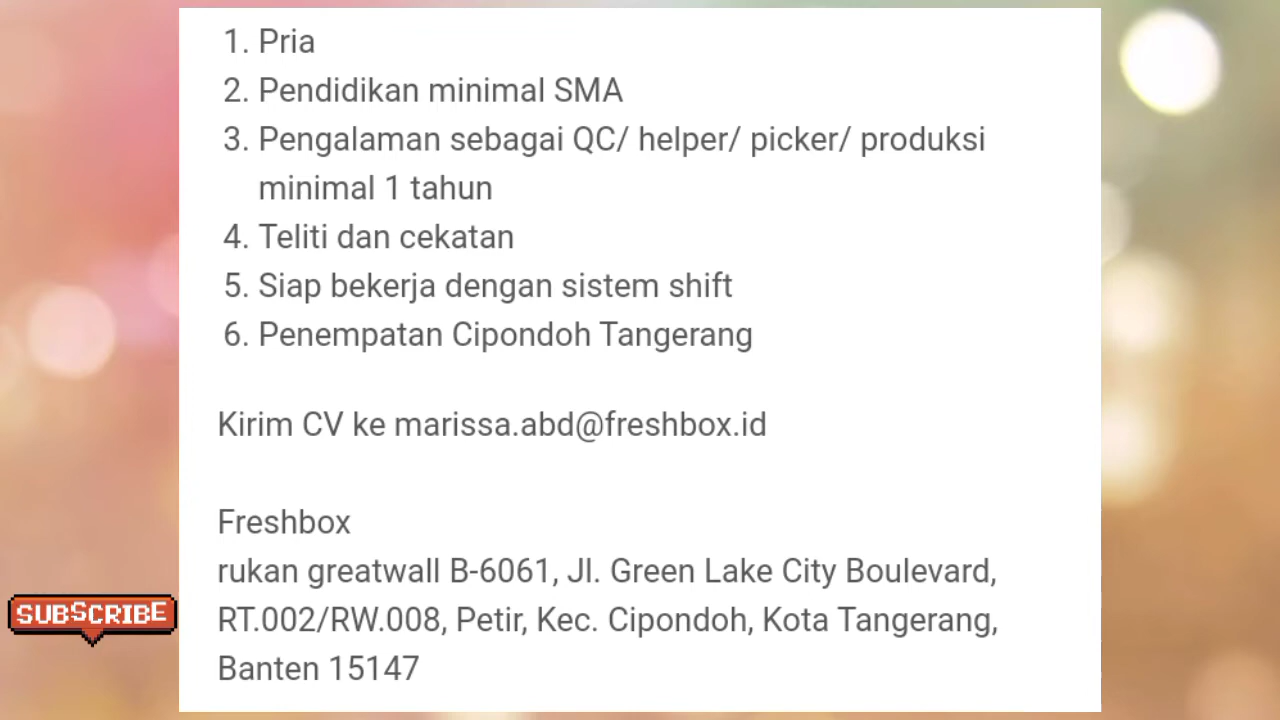 1. Pria
2. Pendidikan minimal SMA
3. Pengalaman sebagai QC/ helper/ picker/ produksi
minimal 1 tahun
4. Teliti dan cekatan
5. Siap bekerja dengan sistem shift
6. Penempatan Cipondoh Tangerang
Kirim CV ke marissa.abd@freshbox.id
Freshbox
rukan greatwall B-6061, Jl. Green Lake City Boulevard,
RT.002/RW.008, Petir, Kec. Cipondoh, Kota Tangerang,
Banten 15147
SUBSCRIBE